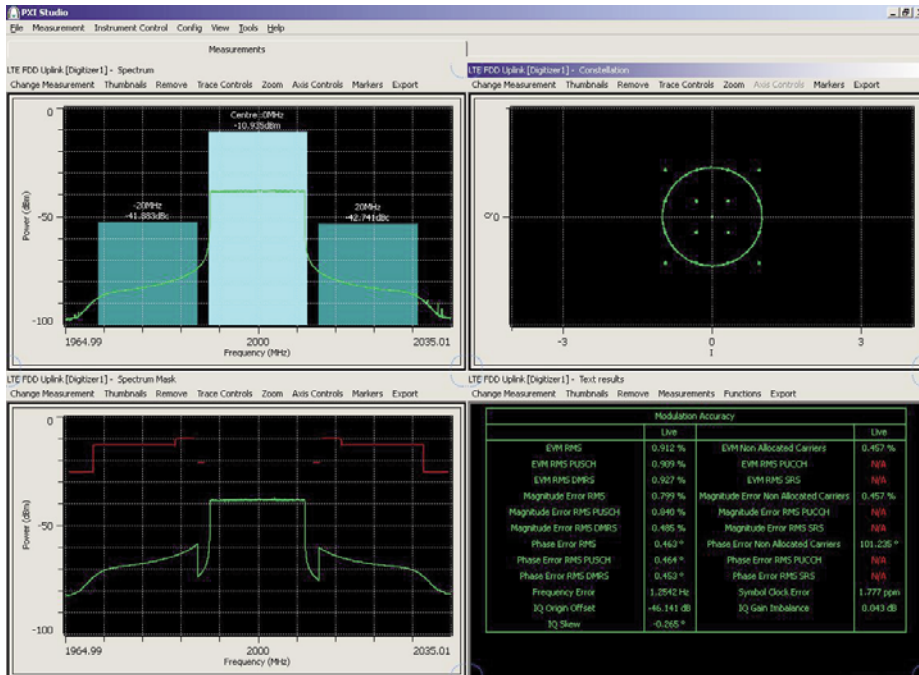 PXI Studio
File Measurement Instrument Control Config View Tools Help
Measurements
LTE FDD Uplink [Digitizer1] - Spectrum
Change Measurement Thumbnails Remove Trace Controls Zoom Axis Controls Markers Export
0
-50
-100
Power (dBm)
Centre :0MHz
-10.935dBm
-20MHz
-41.883dBc
20MHz
-42.741dBc
1964.99 2000 2035.01
Frequency (MHz)
LTE FDD Uplink [Digitizer1] - Constellation
Change Measurement Thumbnails Remove Trace Controls Zoom Axis Controls Markers Export
Q
0
-3 0 3
I
LTE FDD Uplink [Digitizer1] - Spectrum Mask
Change Measurement Thumbnails Remove Trace Controls Zoom Axis Controls Markers Export
0
-50
-100
Power (dBm)
1964.99 2000 2035.01
Frequency (MHz)
LTE FDD Uplink [Digitizer1] - Text results
Change Measurement Thumbnails Remove Measurements Functions Export
Modulation Accuracy
Live Live
EVM RMS 0.912 % EVM Non Allocated Carriers 0.457 %
EVM RMS PUSCH 0.909 % EVM RMS PUCCH N/A
EVM RMS DMRS 0.927 % EVM RMS SRS N/A
Magnitude Error RMS 0.799 % Magnitude Error Non Allocated Carriers 0.457 %
Magnitude Error RMS PUSCH 0.840 % Magnitude Error RMS PUCCH N/A
Magnitude Error RMS DMRS 0.485 % Magnitude Error RMS SRS N/A
Phase Error RMS 0.463 ° Phase Error Non Allocated Carriers 101.235 °
Phase Error RMS PUSCH 0.464 ° Phase Error RMS PUCCH N/A
Phase Error RMS DMRS 0.453 ° Phase Error RMS SRS N/A
Frequency Error 1.2542 Hz Symbol Clock Error 1.777 ppm
IQ Origin Offset -46.141 dB IQ Gain Imbalance 0.043 dB
IQ Skew -0.265 °